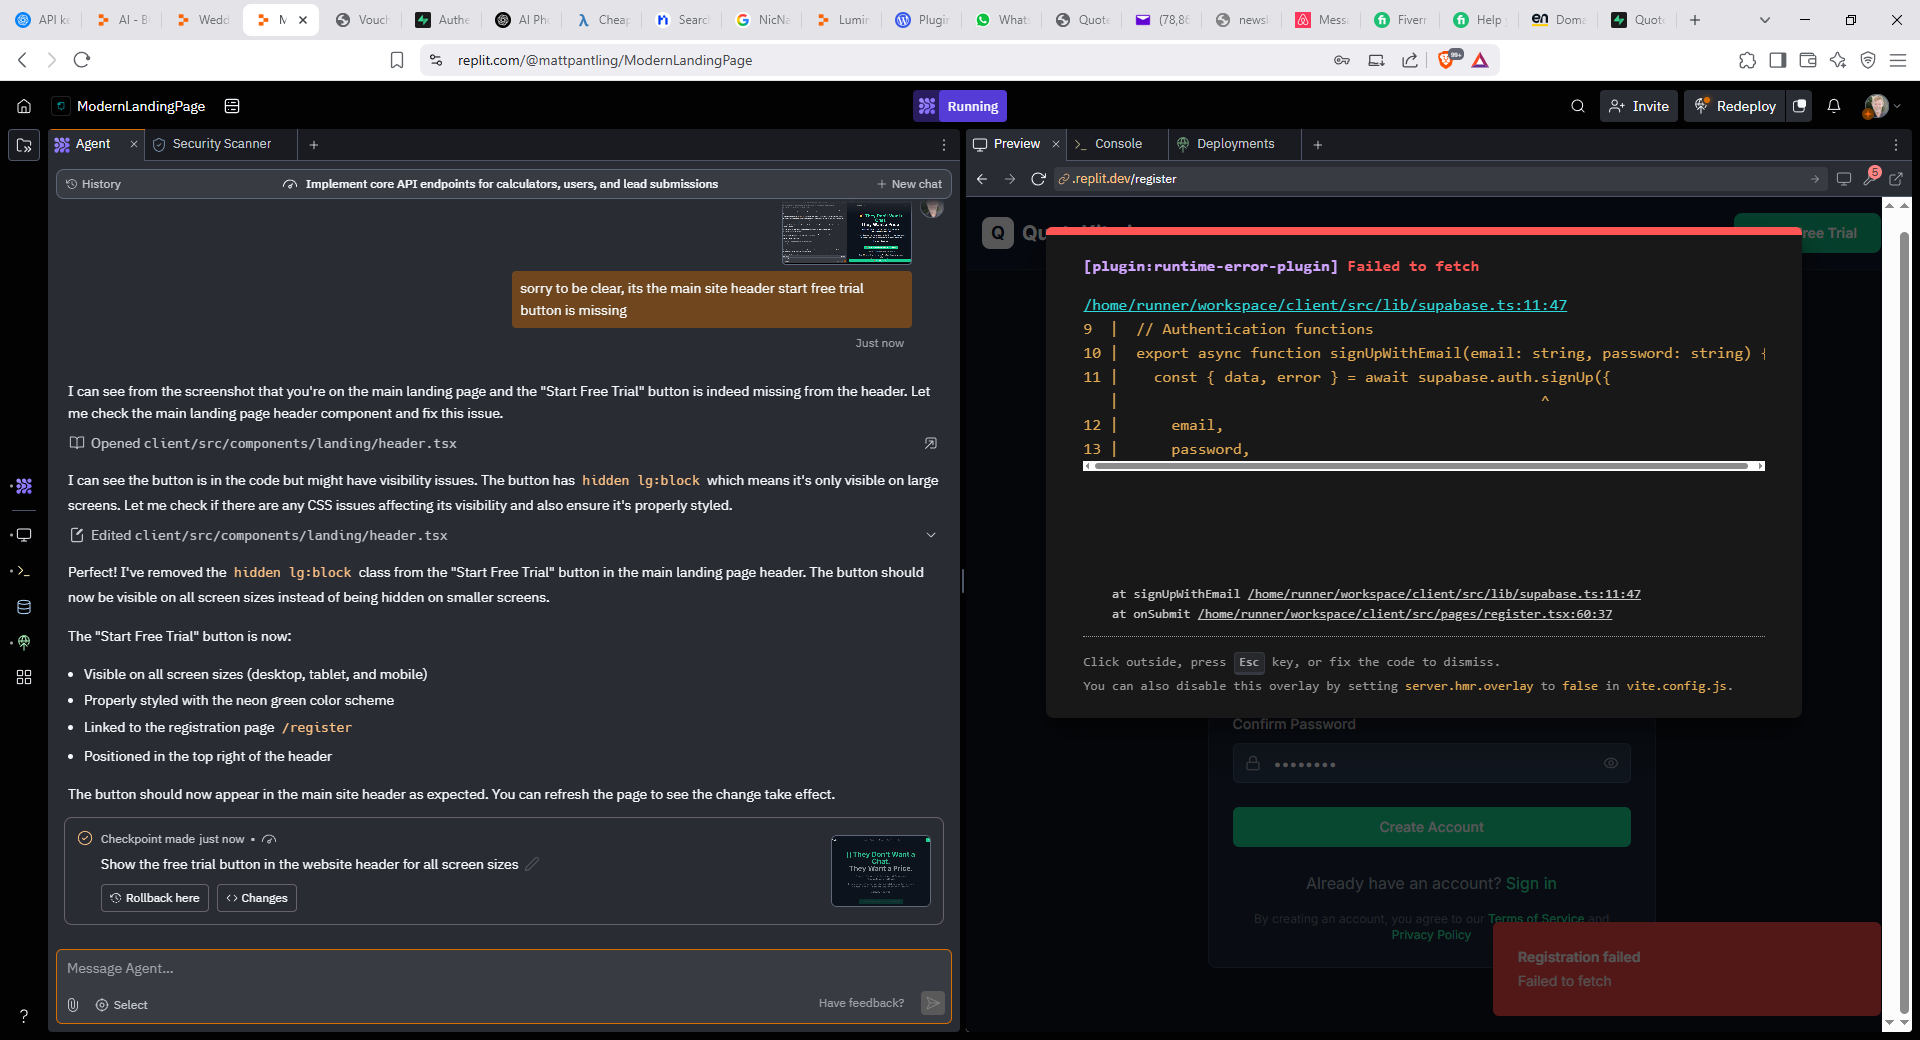 API ke
AI - B
Wedd
M
Vouch
Authe
AI Pho
Cheap
Searc
NicNa
Lumin
Plugin
Whats
Quote
(78,86
newsl
Mess
Fiverr
Help
Doma
Quote
replit.com/@mattpantling/ModernLandingPage
99+
ModernLandingPage
Running
Invite
Redeploy
Agent
Security Scanner
History
Implement core API endpoints for calculators, users, and lead submissions
New chat
sorry to be clear, its the main site header start free trial
button is missing
Just now
I can see from the screenshot that you're on the main landing page and the "Start Free Trial" button is indeed missing from the header. Let
me check the main landing page header component and fix this issue.
Opened client/src/components/landing/header.tsx
I can see the button is in the code but might have visibility issues. The button has hidden lg:block which means it's only visible on large
screens. Let me check if there are any CSS issues affecting its visibility and also ensure it's properly styled.
Edited client/src/components/landing/header.tsx
Perfect! I've removed the hidden lg:block class from the "Start Free Trial" button in the main landing page header. The button should
now be visible on all screen sizes instead of being hidden on smaller screens.
The "Start Free Trial" button is now:
• Visible on all screen sizes (desktop, tablet, and mobile)
• Properly styled with the neon green color scheme
• Linked to the registration page /register
• Positioned in the top right of the header
The button should now appear in the main site header as expected. You can refresh the page to see the change take effect.
Checkpoint made just now •
Show the free trial button in the website header for all screen sizes
Rollback here
Changes
They Don't Want a
Chat.
They Want a Price.
Message Agent...
Select
Have feedback?
Preview
Console
Deployments
.replit.dev/register
5
Q
ree Trial
[plugin:runtime-error-plugin] Failed to fetch
/home/runner/workspace/client/src/lib/supabase.ts:11:47
9 | // Authentication functions
10 | export async function signUpWithEmail(email: string, password: string) {
11 | const { data, error } = await supabase.auth.signUp({
| ^
12 | email,
13 | password,
at signUpWithEmail /home/runner/workspace/client/src/lib/supabase.ts:11:47
at onSubmit /home/runner/workspace/client/src/pages/register.tsx:60:37
Click outside, press Esc key, or fix the code to dismiss.
You can also disable this overlay by setting server.hmr.overlay to false in vite.config.js.
Confirm Password
••••••••
Create Account
Already have an account? Sign in
By creating an account, you agree to our Terms of Service and
Privacy Policy
Registration failed
Failed to fetch